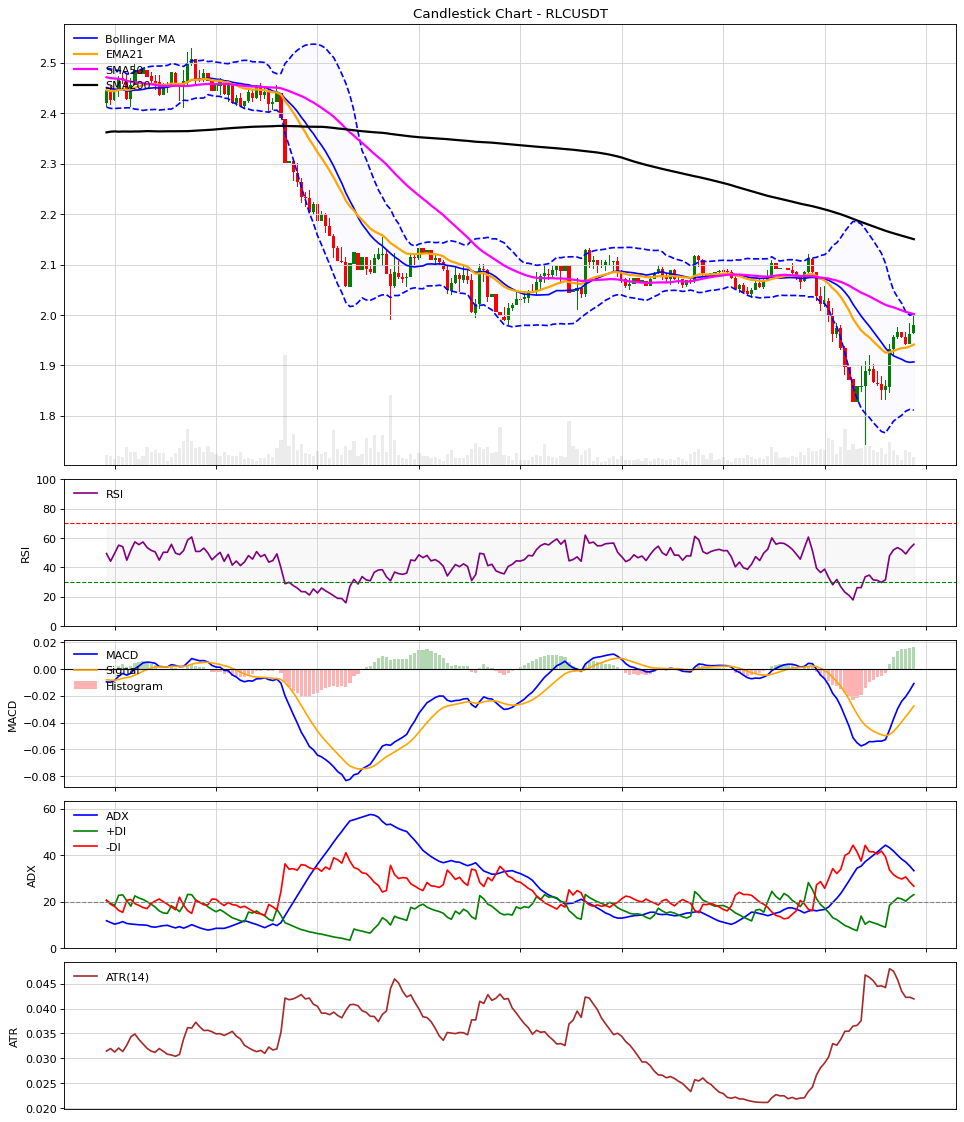 Candlestick Chart - RLCUSDT
Bollinger MA
EMA21
SMA50
SMA200
2.5
2.4
2.3
2.2
2.1
2.0
1.9
1.8
RSI
100
80
60
40
20
0
RSI
MACD
Signal
Histogram
0.02
0.00
−0.02
−0.04
−0.06
−0.08
MACD
ADX
+DI
-DI
60
40
20
0
ADX
ATR(14)
0.045
0.040
0.035
0.030
0.025
0.020
ATR